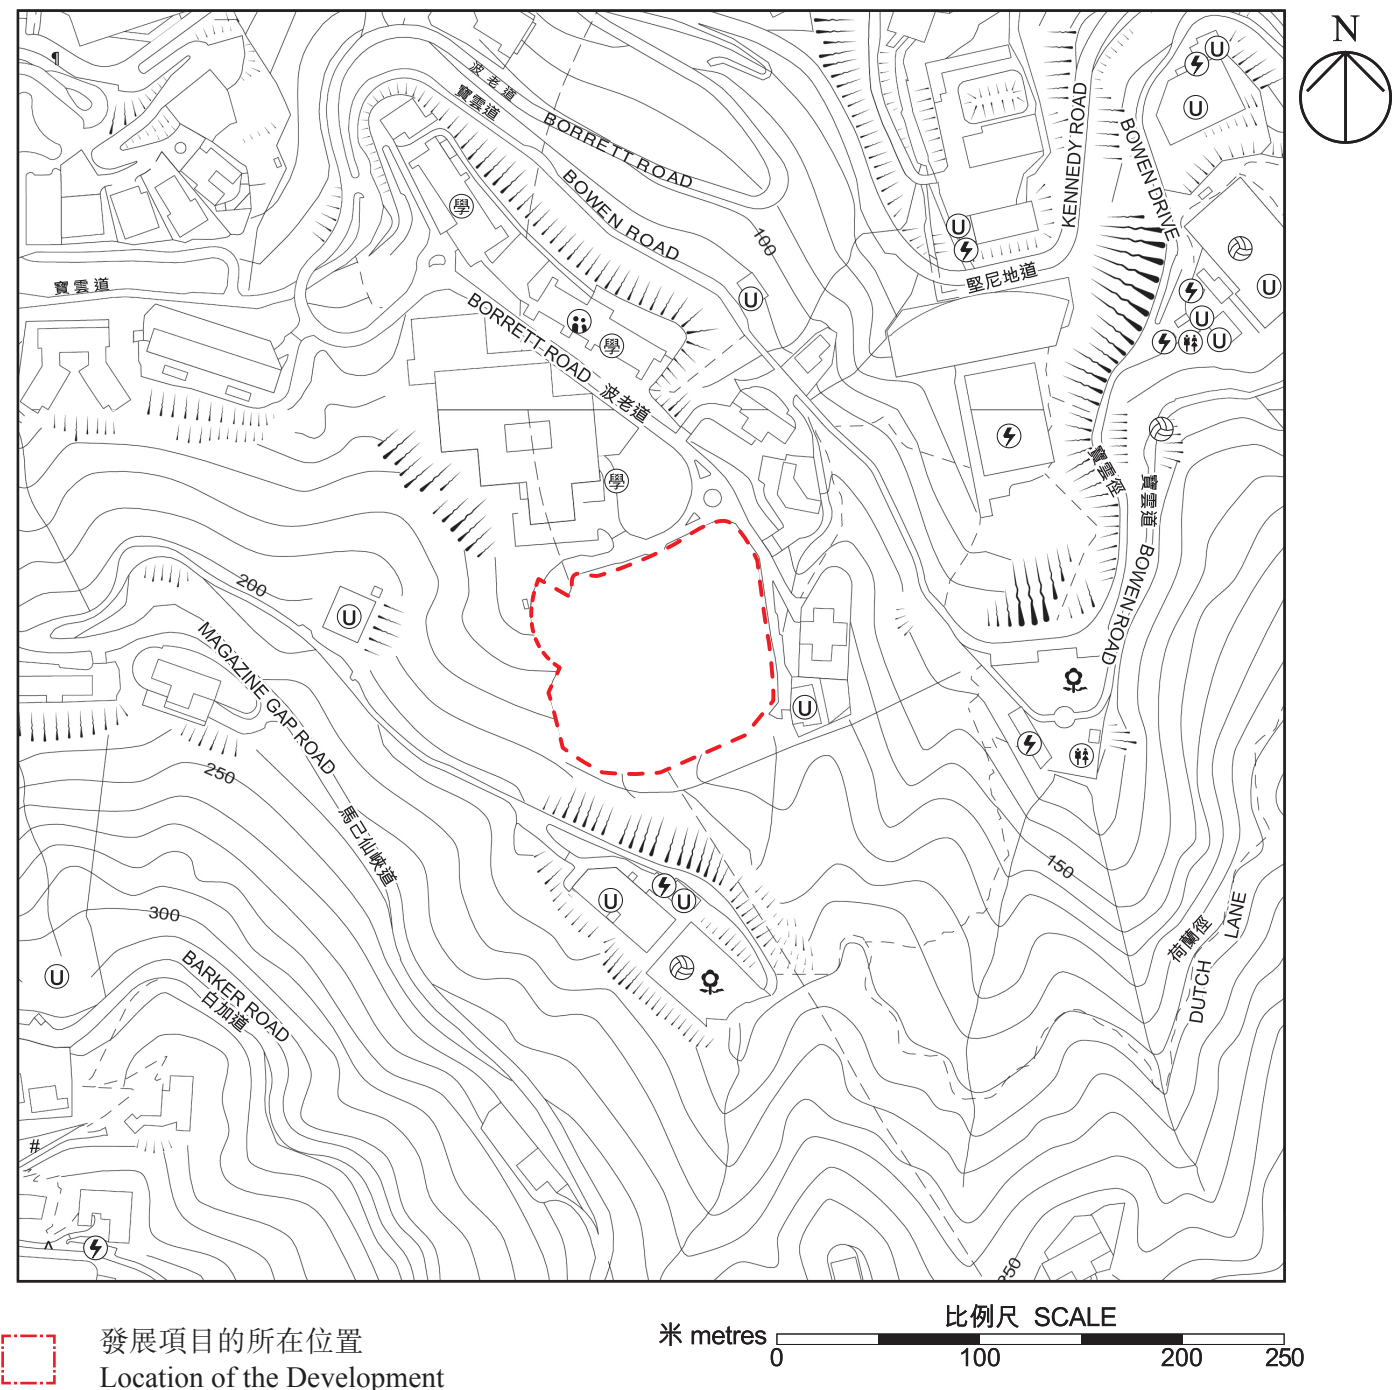 N
¶
波老道
寶雲道
BORRETT ROAD
BOWEN ROAD
KENNEDY ROAD
BOWEN DRIVE
U
U
學
100
U
堅尼地道
寶雲道
U
U
U
U
BORRETT ROAD 波老道
學
寶雲徑
學
寶雲道 BOWEN ROAD
200
U
MAGAZINE GAP ROAD
馬己仙峽道
U
250
150
U
U
300
荷蘭徑
DUTCH LANE
U
BARKER ROAD
白加道
#
^
350
比例尺 SCALE
米 metres
0 100 200 250
發展項目的所在位置
Location of the Development